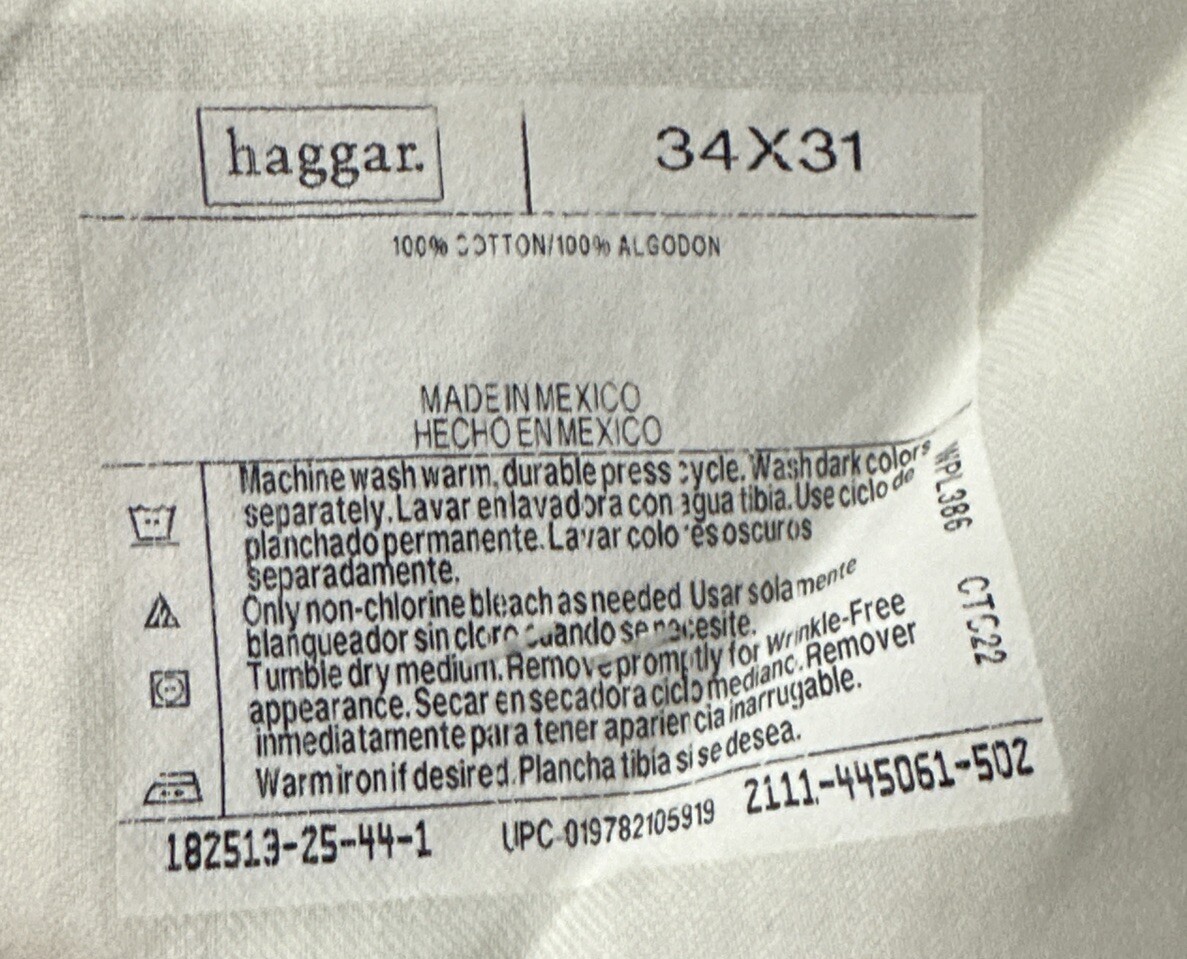 haggar.
34X31
100% COTTON/100% ALGODON
MADE IN MEXICO
HECHO EN MEXICO
Machine wash warm, durable press cycle. Wash dark colors
separately. Lavar en lavadora con agua tibia. Use ciclo de
planchado permanente. Lavar colores oscuros
separadamente.
Only non-chlorine bleach as needed Usar solamente
blanqueador sin cloro cuando se necesite.
Tumble dry medium. Remove promptly for Wrinkle-Free
appearance. Secar en secadora ciclo mediano. Remover
inmediatamente para tener apariencia inarrugable.
Warm iron if desired. Plancha tibia si se desea.
WPL386 CTC22
182513-25-44-1
UPC 019782105919
2111-445061-502